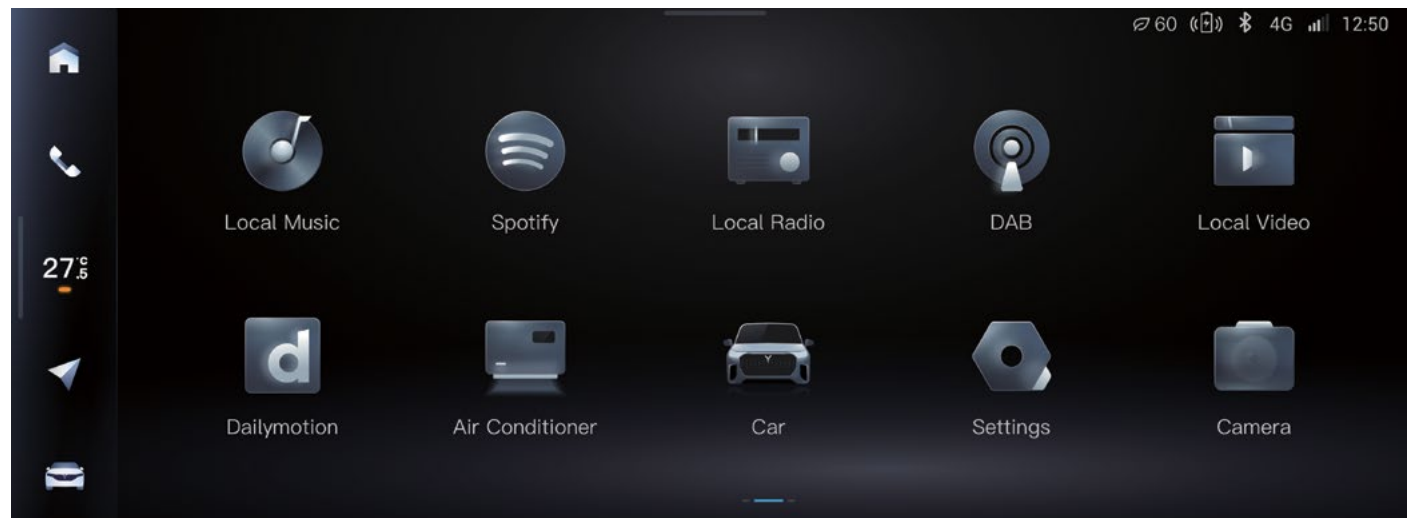 60 4G 12:50
Local Music Spotify Local Radio DAB Local Video
27.5°C
Dailymotion Air Conditioner Car Settings Camera